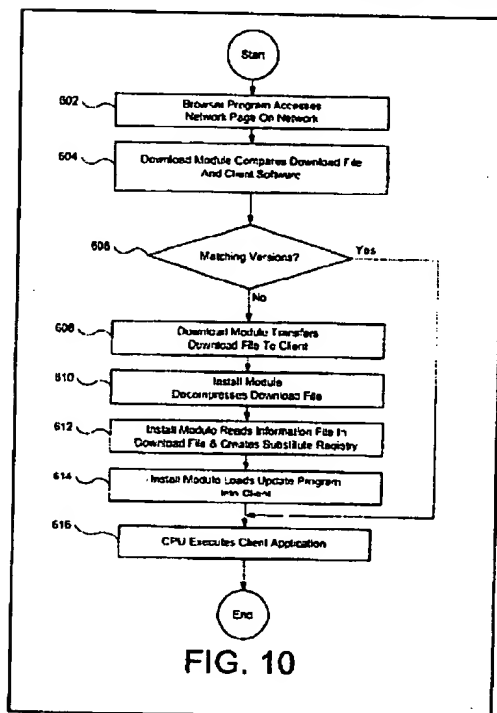 Start
602
Browser Program Accesses
Network Page On Network
604
Download Module Compares Download File
And Client Software
606
Matching Versions?
Yes
No
608
Download Module Transfers
Download File To Client
610
Install Module
Decompresses Download File
612
Install Module Reads Information File In
Download File & Creates Substitute Registry
614
Install Module Loads Update Program
Into Client
616
CPU Executes Client Application
End
FIG. 10